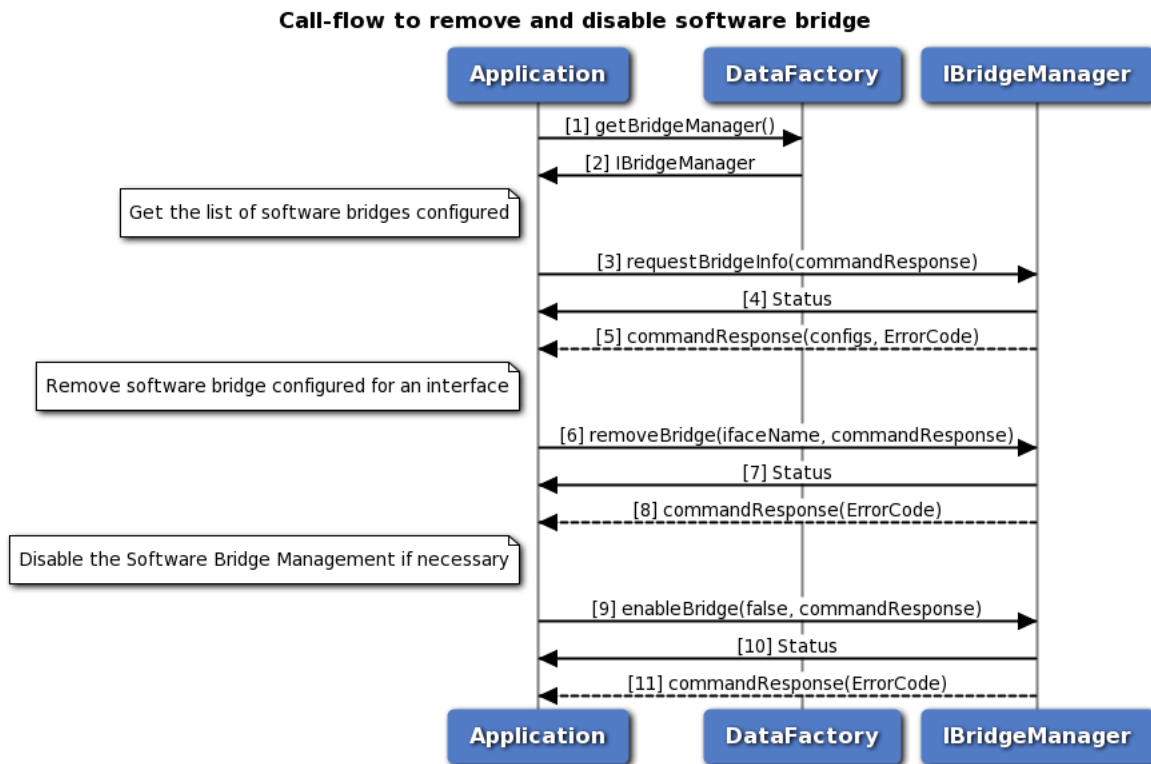 Call-flow to remove and disable software bridge
Application
DataFactory
IBridgeManager
[1] getBridgeManager()
[2] IBridgeManager
Get the list of software bridges configured
[3] requestBridgeInfo(commandResponse)
[4] Status
[5] commandResponse(configs, ErrorCode)
Remove software bridge configured for an interface
[6] removeBridge(ifaceName, commandResponse)
[7] Status
[8] commandResponse(ErrorCode)
Disable the Software Bridge Management if necessary
[9] enableBridge(false, commandResponse)
[10] Status
[11] commandResponse(ErrorCode)
Application
DataFactory
IBridgeManager